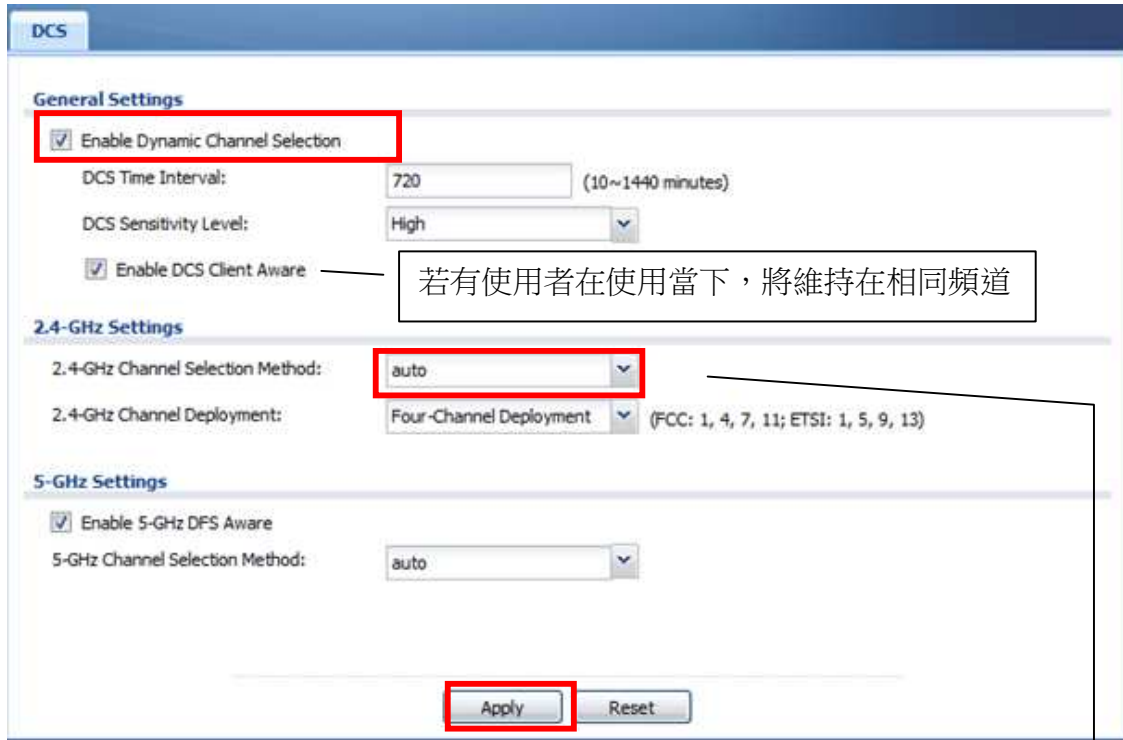 DCS
General Settings
Enable Dynamic Channel Selection
DCS Time Interval: 720 (10~1440 minutes)
DCS Sensitivity Level: High
Enable DCS Client Aware 若有使用者在使用當下，將維持在相同頻道
2.4-GHz Settings
2.4-GHz Channel Selection Method: auto
2.4-GHz Channel Deployment: Four-Channel Deployment (FCC: 1, 4, 7, 11; ETSI: 1, 5, 9, 13)
5-GHz Settings
Enable 5-GHz DFS Aware
5-GHz Channel Selection Method: auto
Apply Reset